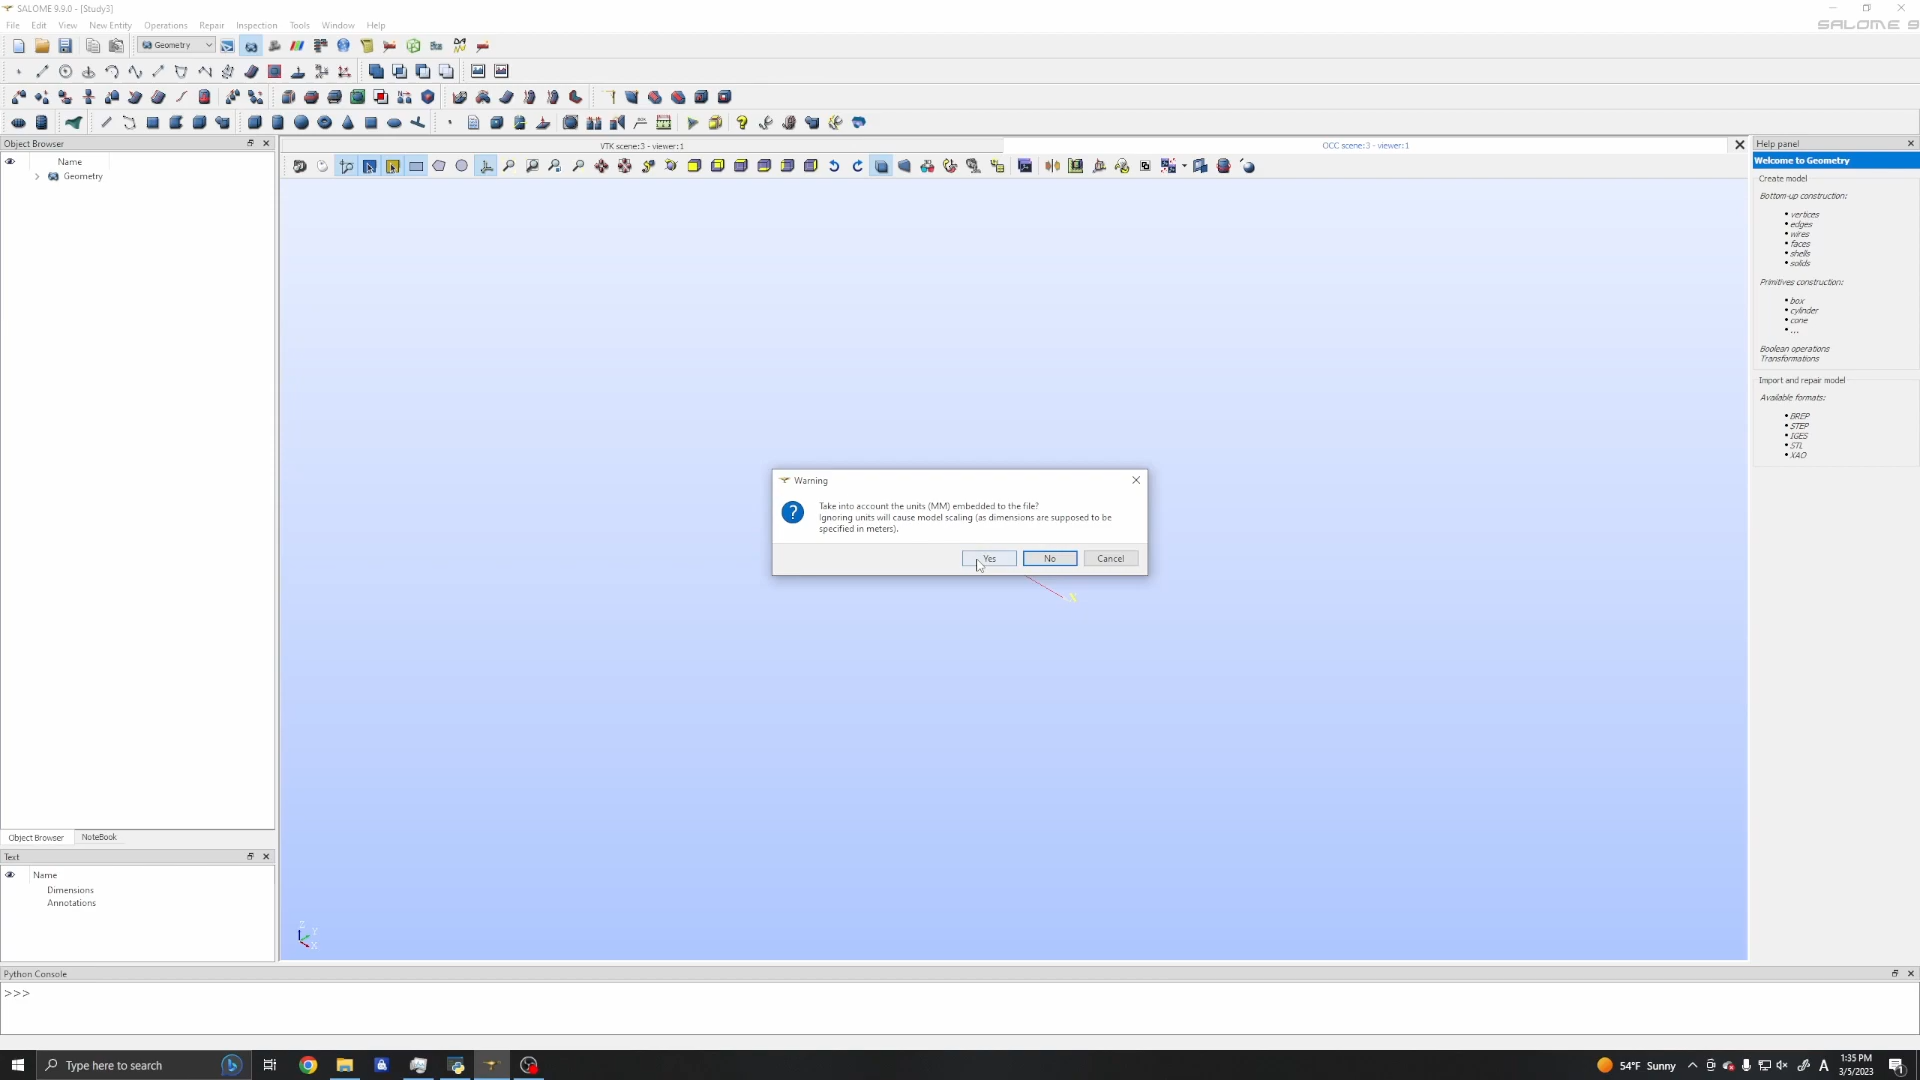 SALOME 9.9.0 - [Study3]
File Edit View New Entity Operations Repair Inspection Tools Window Help
SALOME 9
Geometry
Object Browser
VTK scene:3 - viewer:1
OCC scene:3 - viewer:1
Help panel
Name
Geometry
Welcome to Geometry
Create model
Bottom-up construction:
vertices
edges
wires
faces
shells
solids
Primitives construction:
box
cylinder
cone
...
Boolean operations
Transformations
Import and repair model
Available formats:
BREP
STEP
IGES
STL
XAO
Warning
Take into account the units (MM) embedded to the file?
Ignoring units will cause model scaling (as dimensions are supposed to be
specified in meters).
Yes No Cancel
X
Object Browser NoteBook
Text
Name
Dimensions
Annotations
Z
Y
X
Python Console
>>>
Type here to search
54°F Sunny
A
1:35 PM
3/5/2023
1